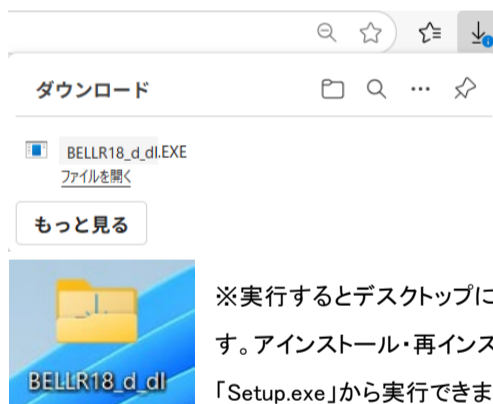 ダウンロード
BELLR18_d_dl.EXE
ファイルを開く
もっと見る
BELLR18_d_dl
※実行するとデスクトップに
す。アインストール・再インス
「Setup.exe」から実行できま